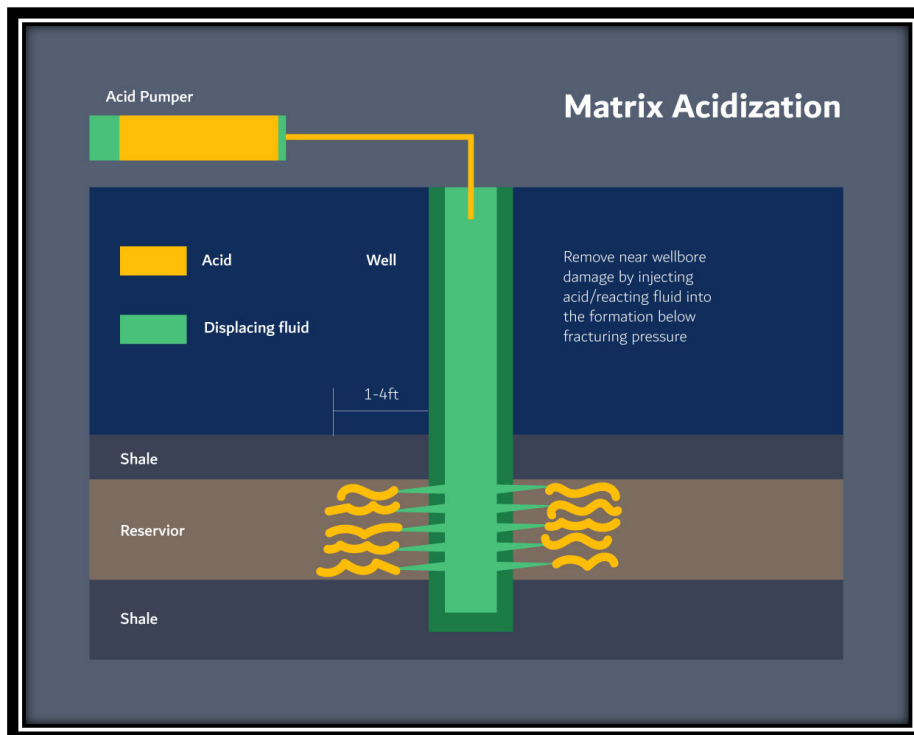 Acid Pumper
Matrix Acidization
Acid
Well
Displacing fluid
Remove near wellbore
damage by injecting
acid/reacting fluid into
the formation below
fracturing pressure
1-4ft
Shale
Reservior
Shale